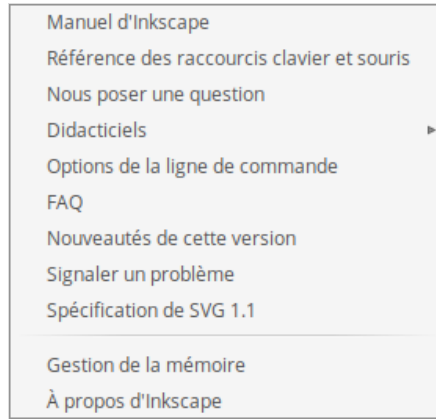 Manuel d'Inkscape
Référence des raccourcis clavier et souris
Nous poser une question
Didacticiels
Options de la ligne de commande
FAQ
Nouveautés de cette version
Signaler un problème
Spécification de SVG 1.1
Gestion de la mémoire
À propos d'Inkscape